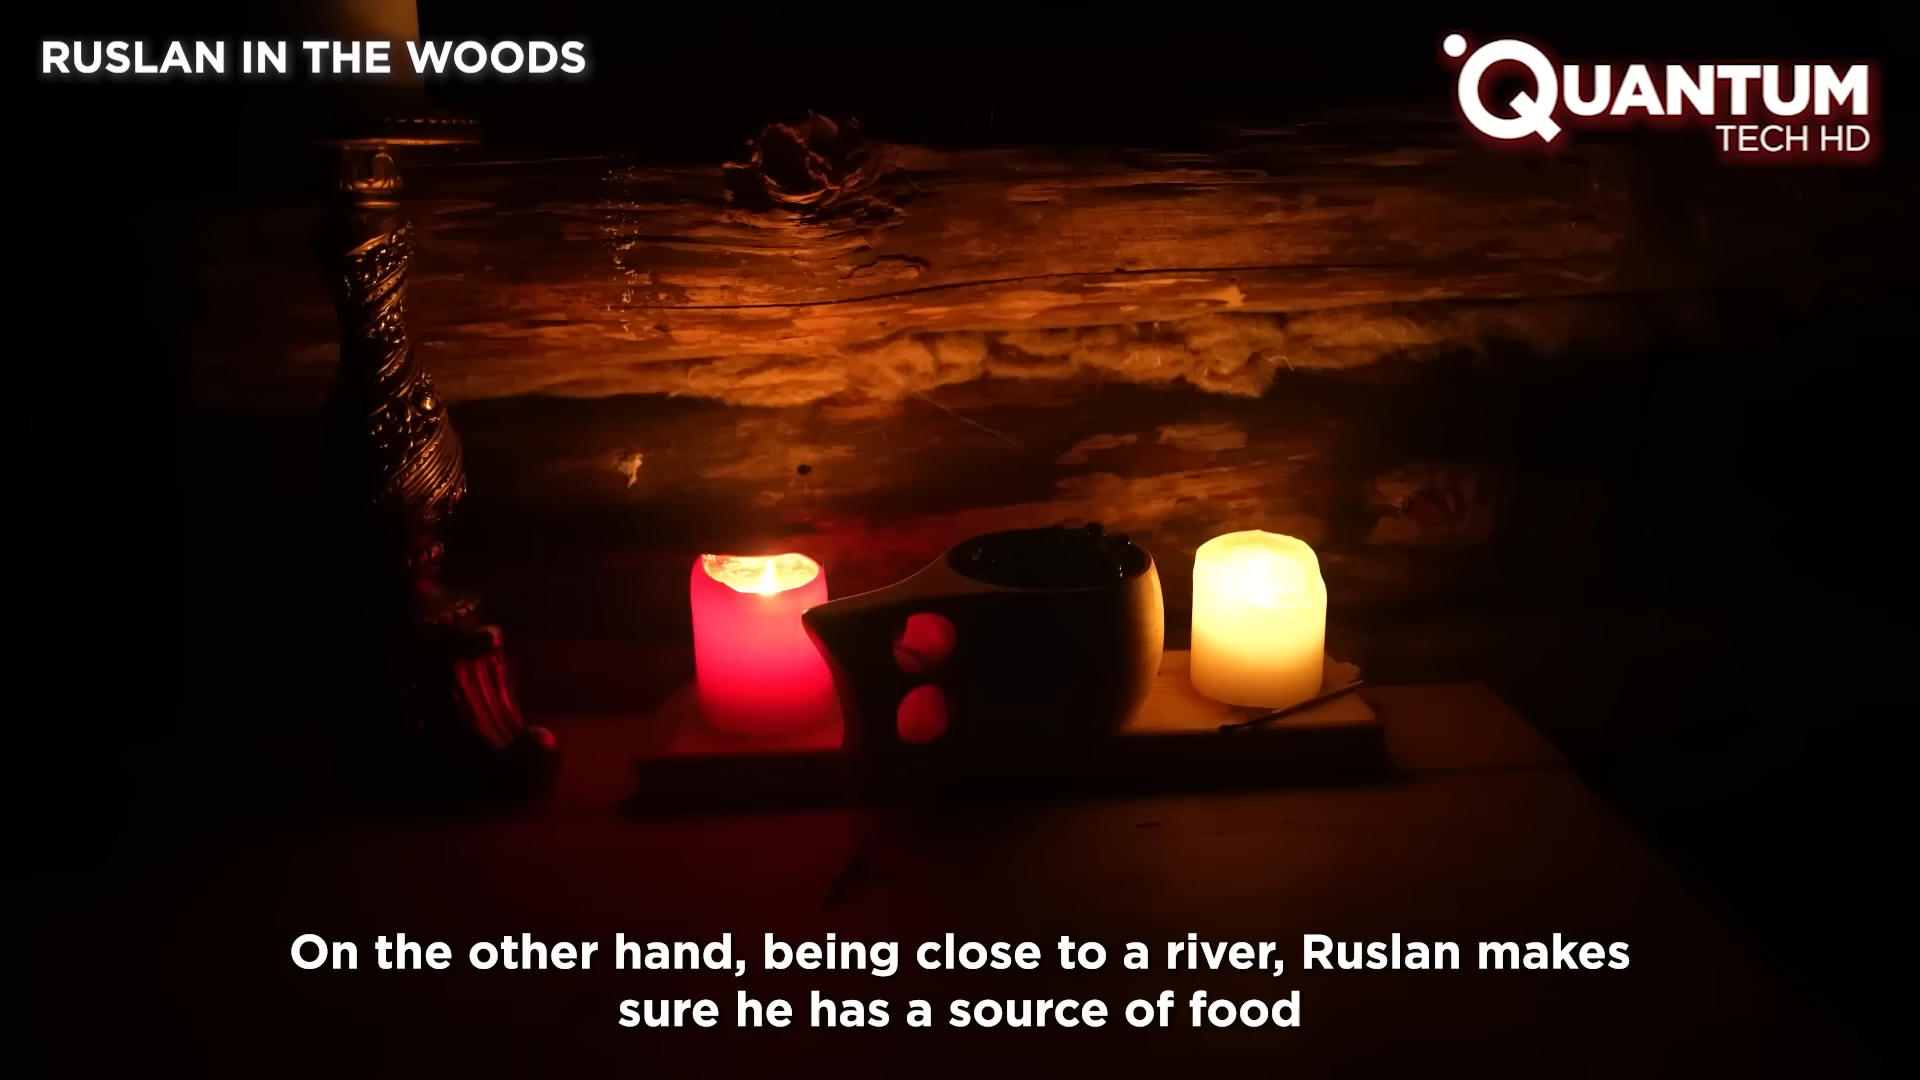 RUSLAN IN THE WOODS
QUANTUM
TECH HD
On the other hand, being close to a river, Ruslan makes
sure he has a source of food